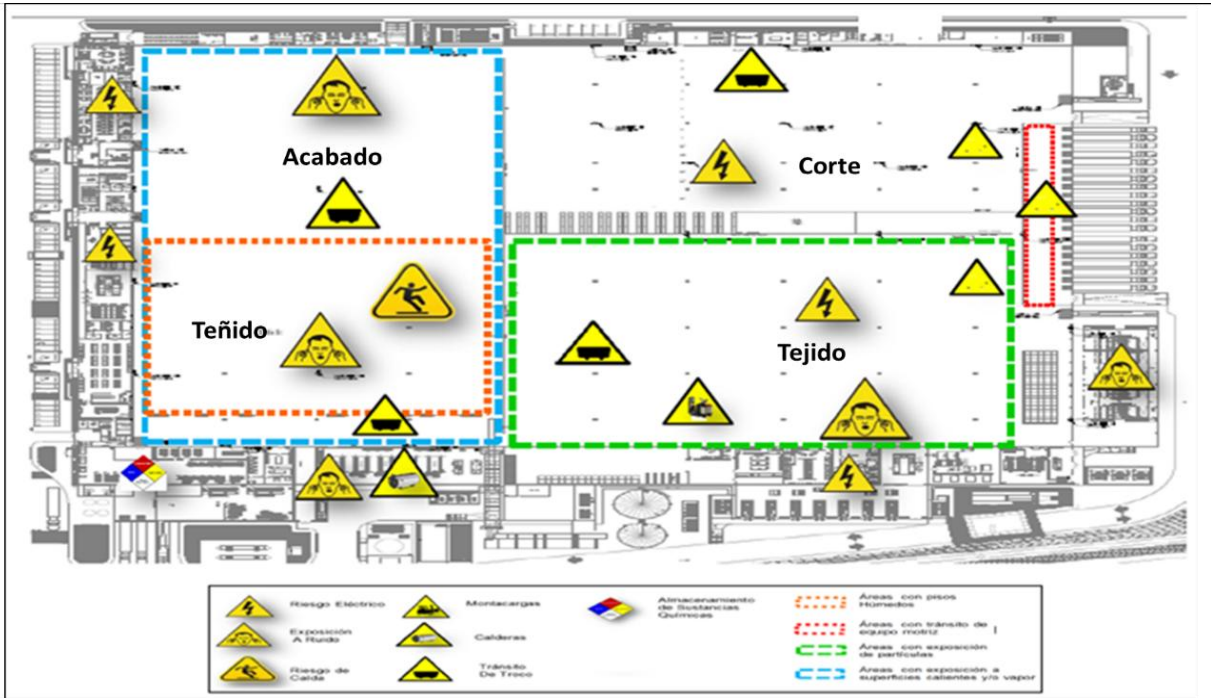 Acabado
Corte
Teñido
Tejido
Riesgo Eléctrico
Exposición
A Ruido
Riesgo de
Caída
Montacargas
Calderas
Tránsito
De Troco
Almacenamiento
de Sustancias
Químicas
Áreas con pisos
Húmedos
Áreas con tránsito de
equipo motriz
Áreas con exposición
de partículas
Áreas con exposición a
superficies calientes y/o vapor